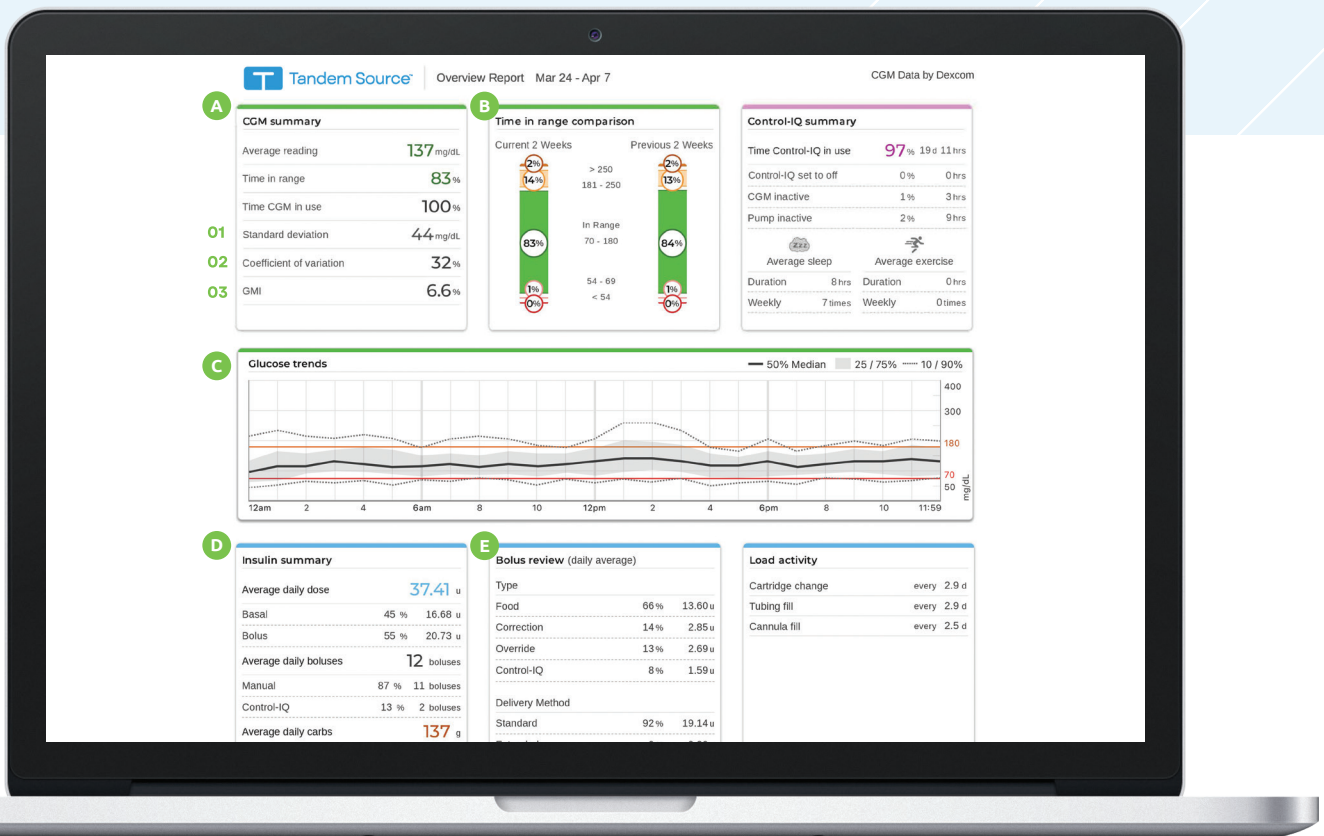 Tandem Source™ Overview Report Mar 24 - Apr 7 CGM Data by Dexcom
A
CGM summary
Average reading 137 mg/dL
Time in range 83 %
Time CGM in use 100 %
01 Standard deviation 44 mg/dL
02 Coefficient of variation 32 %
03 GMI 6.6 %
B
Time in range comparison
Current 2 Weeks Previous 2 Weeks
2% > 250 2%
14% 181 - 250 13%
In Range
83% 70 - 180 84%
1% 54 - 69 1%
0% < 54 0%
Control-IQ summary
Time Control-IQ in use 97 % 19 d 11 hrs
Control-IQ set to off 0 % 0 hrs
CGM inactive 1 % 3 hrs
Pump inactive 2 % 9 hrs
zzz
Average sleep Average exercise
Duration 8 hrs Duration 0 hrs
Weekly 7 times Weekly 0 times
C
Glucose trends 50% Median 25 / 75% 10 / 90%
400
300
180
70
50
mg/dL
12am 2 4 6am 8 10 12pm 2 4 6pm 8 10 11:59
D
Insulin summary
Average daily dose 37.41 u
Basal 45 % 16.68 u
Bolus 55 % 20.73 u
Average daily boluses 12 boluses
Manual 87 % 11 boluses
Control-IQ 13 % 2 boluses
Average daily carbs 137 g
E
Bolus review (daily average)
Type
Food 66 % 13.60 u
Correction 14 % 2.85 u
Override 13 % 2.69 u
Control-IQ 8 % 1.59 u
Delivery Method
Standard 92 % 19.14 u
Load activity
Cartridge change every 2.9 d
Tubing fill every 2.9 d
Cannula fill every 2.5 d